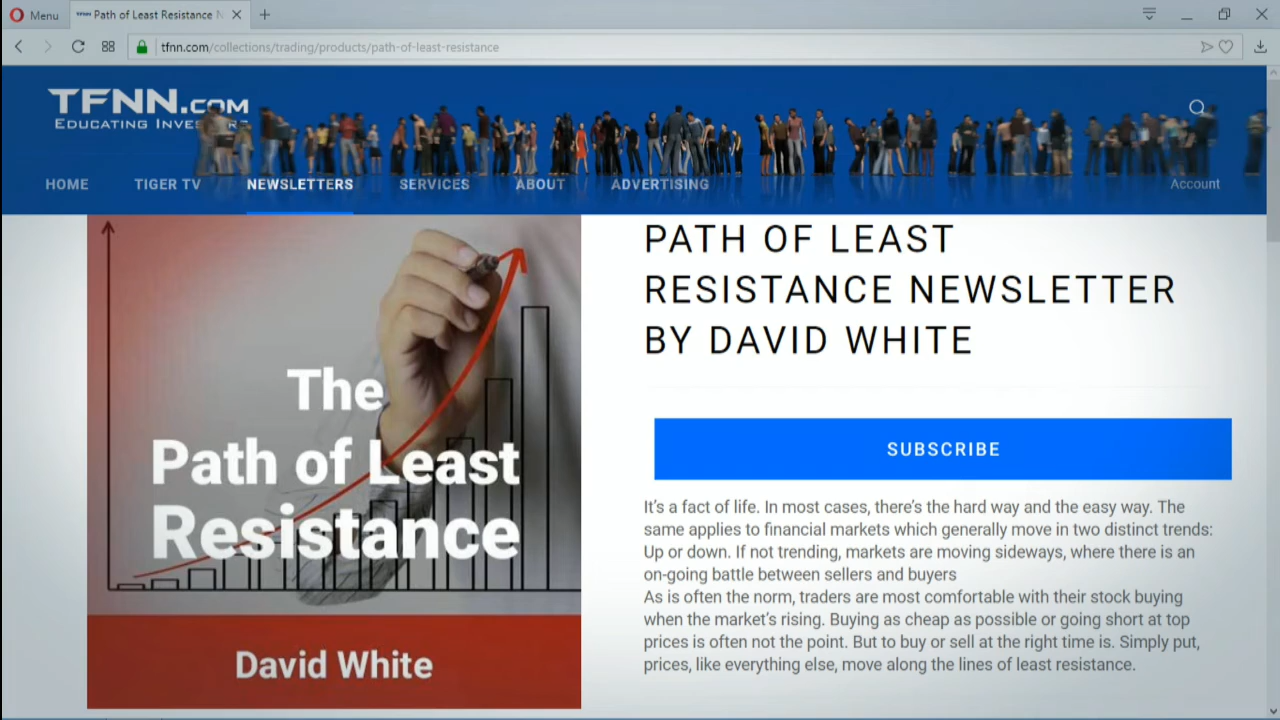 Menu
TFNN Path of Least Resistance N
tfnn.com/collections/trading/products/path-of-least-resistance
TFNN.COM
EDUCATING INVESTORS
HOME TIGER TV NEWSLETTERS SERVICES ABOUT ADVERTISING Account
The
Path of Least
Resistance
David White
PATH OF LEAST
RESISTANCE NEWSLETTER
BY DAVID WHITE
SUBSCRIBE
It's a fact of life. In most cases, there's the hard way and the easy way. The
same applies to financial markets which generally move in two distinct trends:
Up or down. If not trending, markets are moving sideways, where there is an
on-going battle between sellers and buyers
As is often the norm, traders are most comfortable with their stock buying
when the market's rising. Buying as cheap as possible or going short at top
prices is often not the point. But to buy or sell at the right time is. Simply put,
prices, like everything else, move along the lines of least resistance.